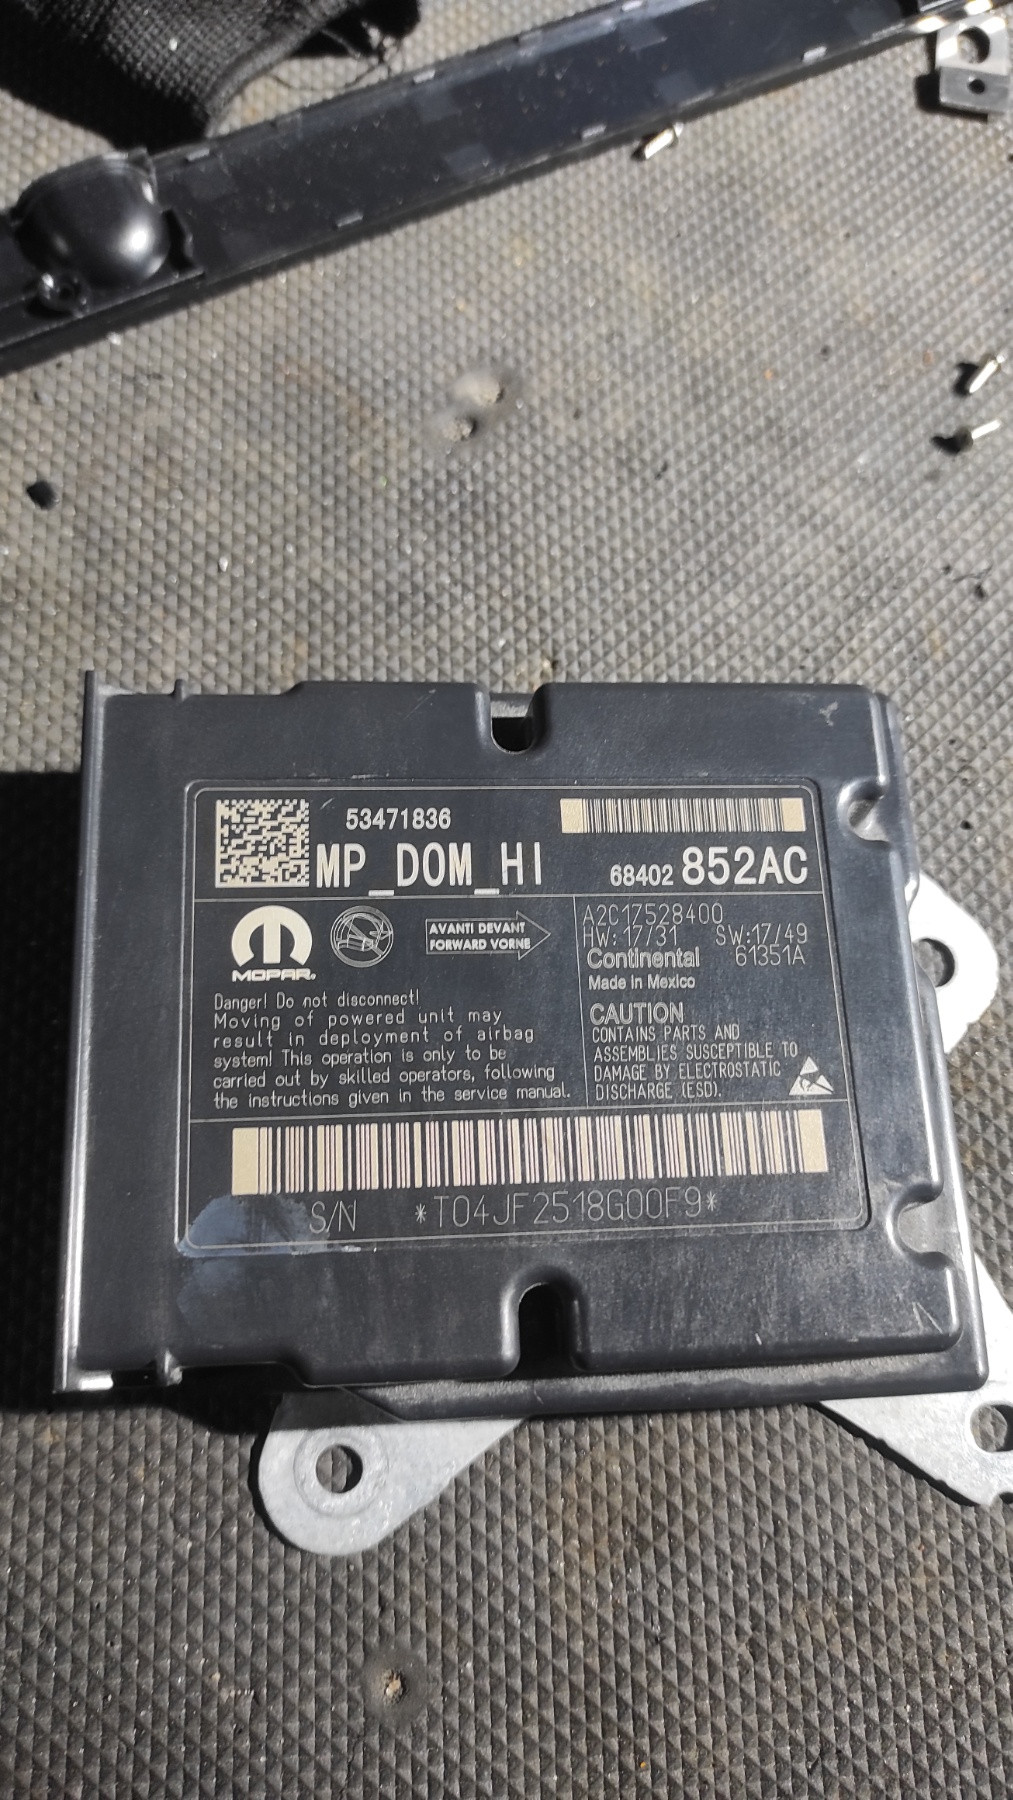 53471836
MP_DOM_HI
68402 852AC
MOPAR®
AVANTI DEVANT
FORWARD VORNE
A2C17528400
HW:17/31 SW:17/49
Continental 61351A
Made in Mexico
Danger! Do not disconnect!
Moving of powered unit may
result in deployment of airbag
system! This operation is only to be
carried out by skilled operators, following
the instructions given in the service manual.
CAUTION
CONTAINS PARTS AND
ASSEMBLIES SUSCEPTIBLE TO
DAMAGE BY ELECTROSTATIC
DISCHARGE (ESD).
S/N *T04JF2518G00F9*